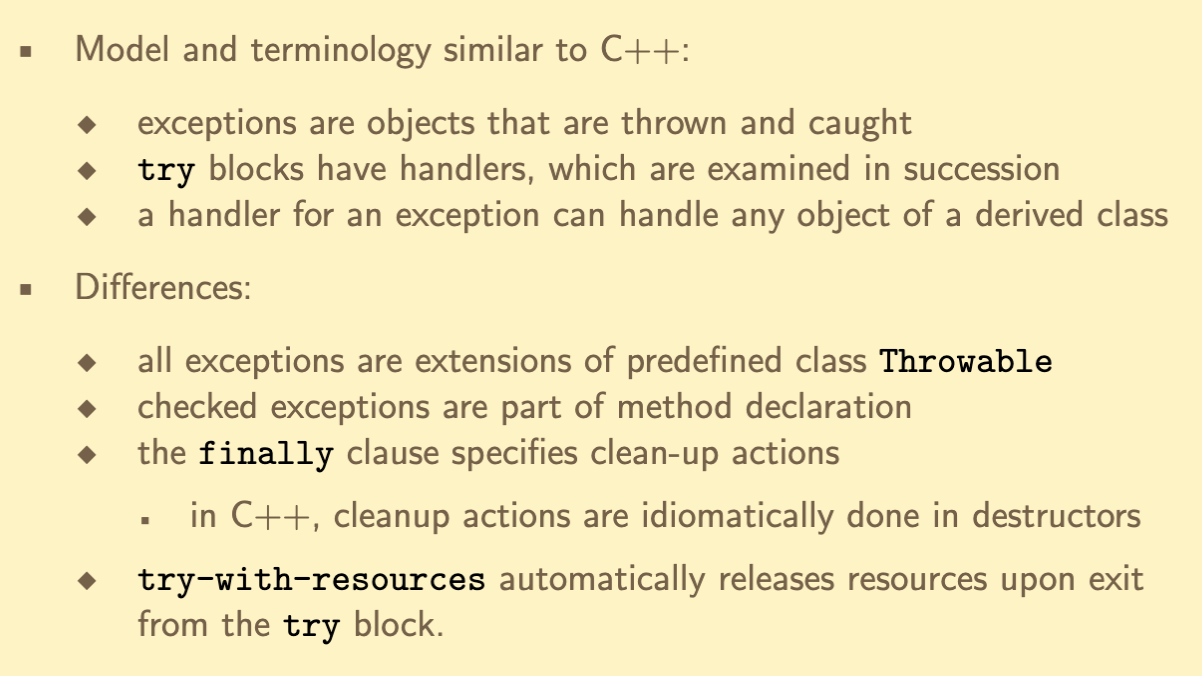 ▪ Model and terminology similar to C++:
◆ exceptions are objects that are thrown and caught
◆ try blocks have handlers, which are examined in succession
◆ a handler for an exception can handle any object of a derived class
▪ Differences:
◆ all exceptions are extensions of predefined class Throwable
◆ checked exceptions are part of method declaration
◆ the finally clause specifies clean-up actions
▪ in C++, cleanup actions are idiomatically done in destructors
◆ try-with-resources automatically releases resources upon exit
from the try block.